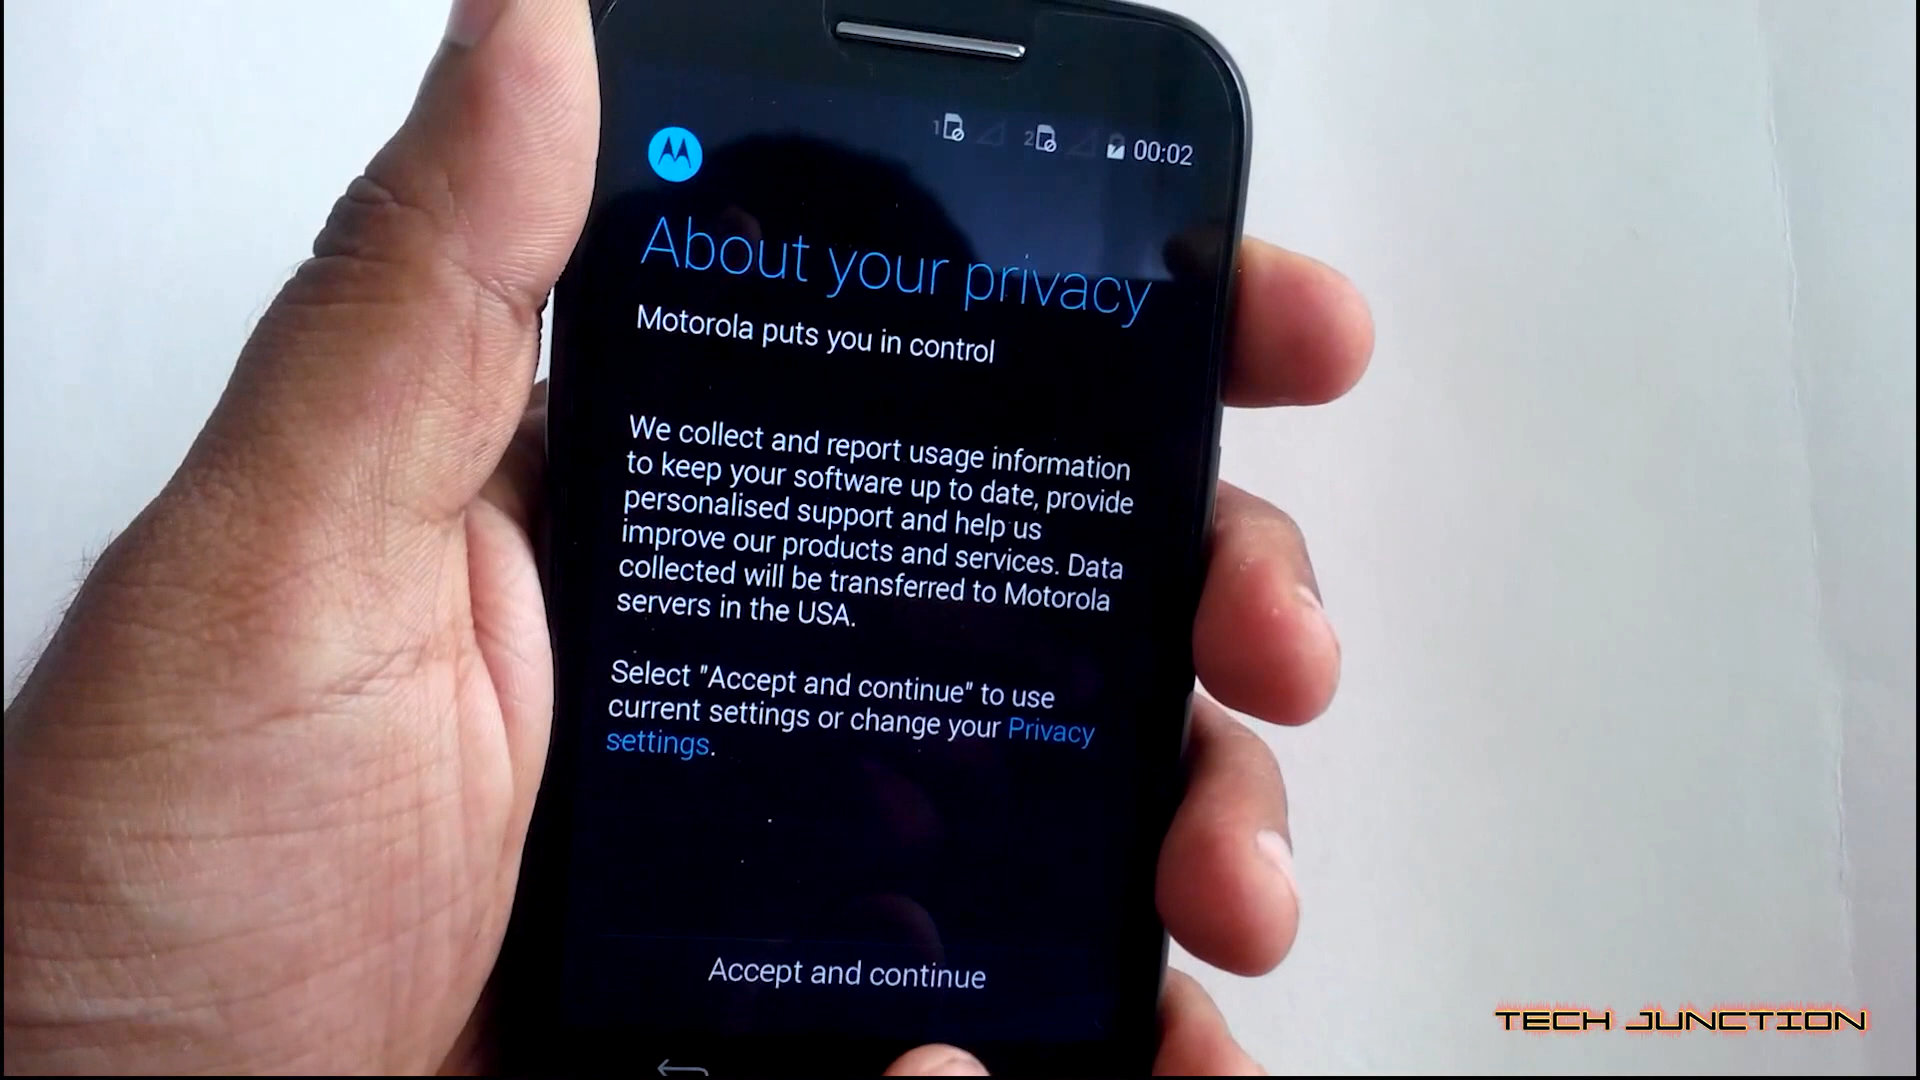 1 2 00:02
About your privacy
Motorola puts you in control
We collect and report usage information
to keep your software up to date, provide
personalised support and help us
improve our products and services. Data
collected will be transferred to Motorola
servers in the USA.
Select "Accept and continue" to use
current settings or change your Privacy
settings.
Accept and continue
TECH JUNCTION